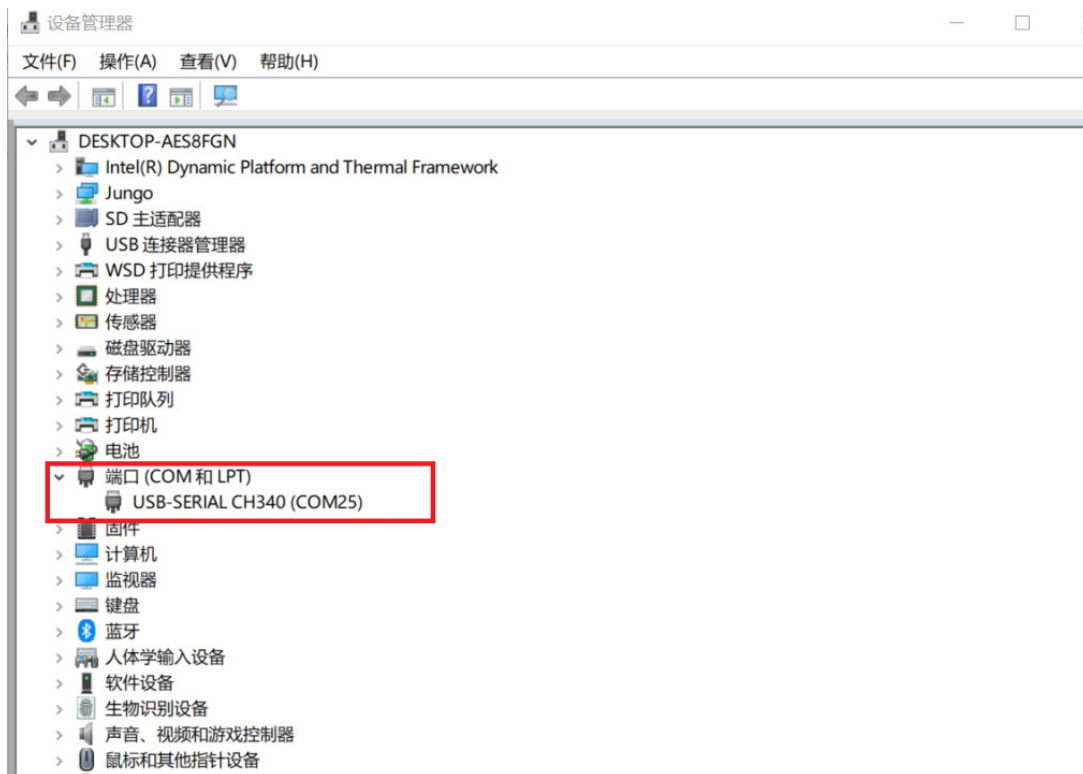 设备管理器
文件(F) 操作(A) 查看(V) 帮助(H)
DESKTOP-AES8FGN
Intel(R) Dynamic Platform and Thermal Framework
Jungo
SD 主适配器
USB 连接器管理器
WSD 打印提供程序
处理器
传感器
磁盘驱动器
存储控制器
打印队列
打印机
电池
端口 (COM 和 LPT)
USB-SERIAL CH340 (COM25)
固件
计算机
监视器
键盘
蓝牙
人体学输入设备
软件设备
生物识别设备
声音、视频和游戏控制器
鼠标和其他指针设备